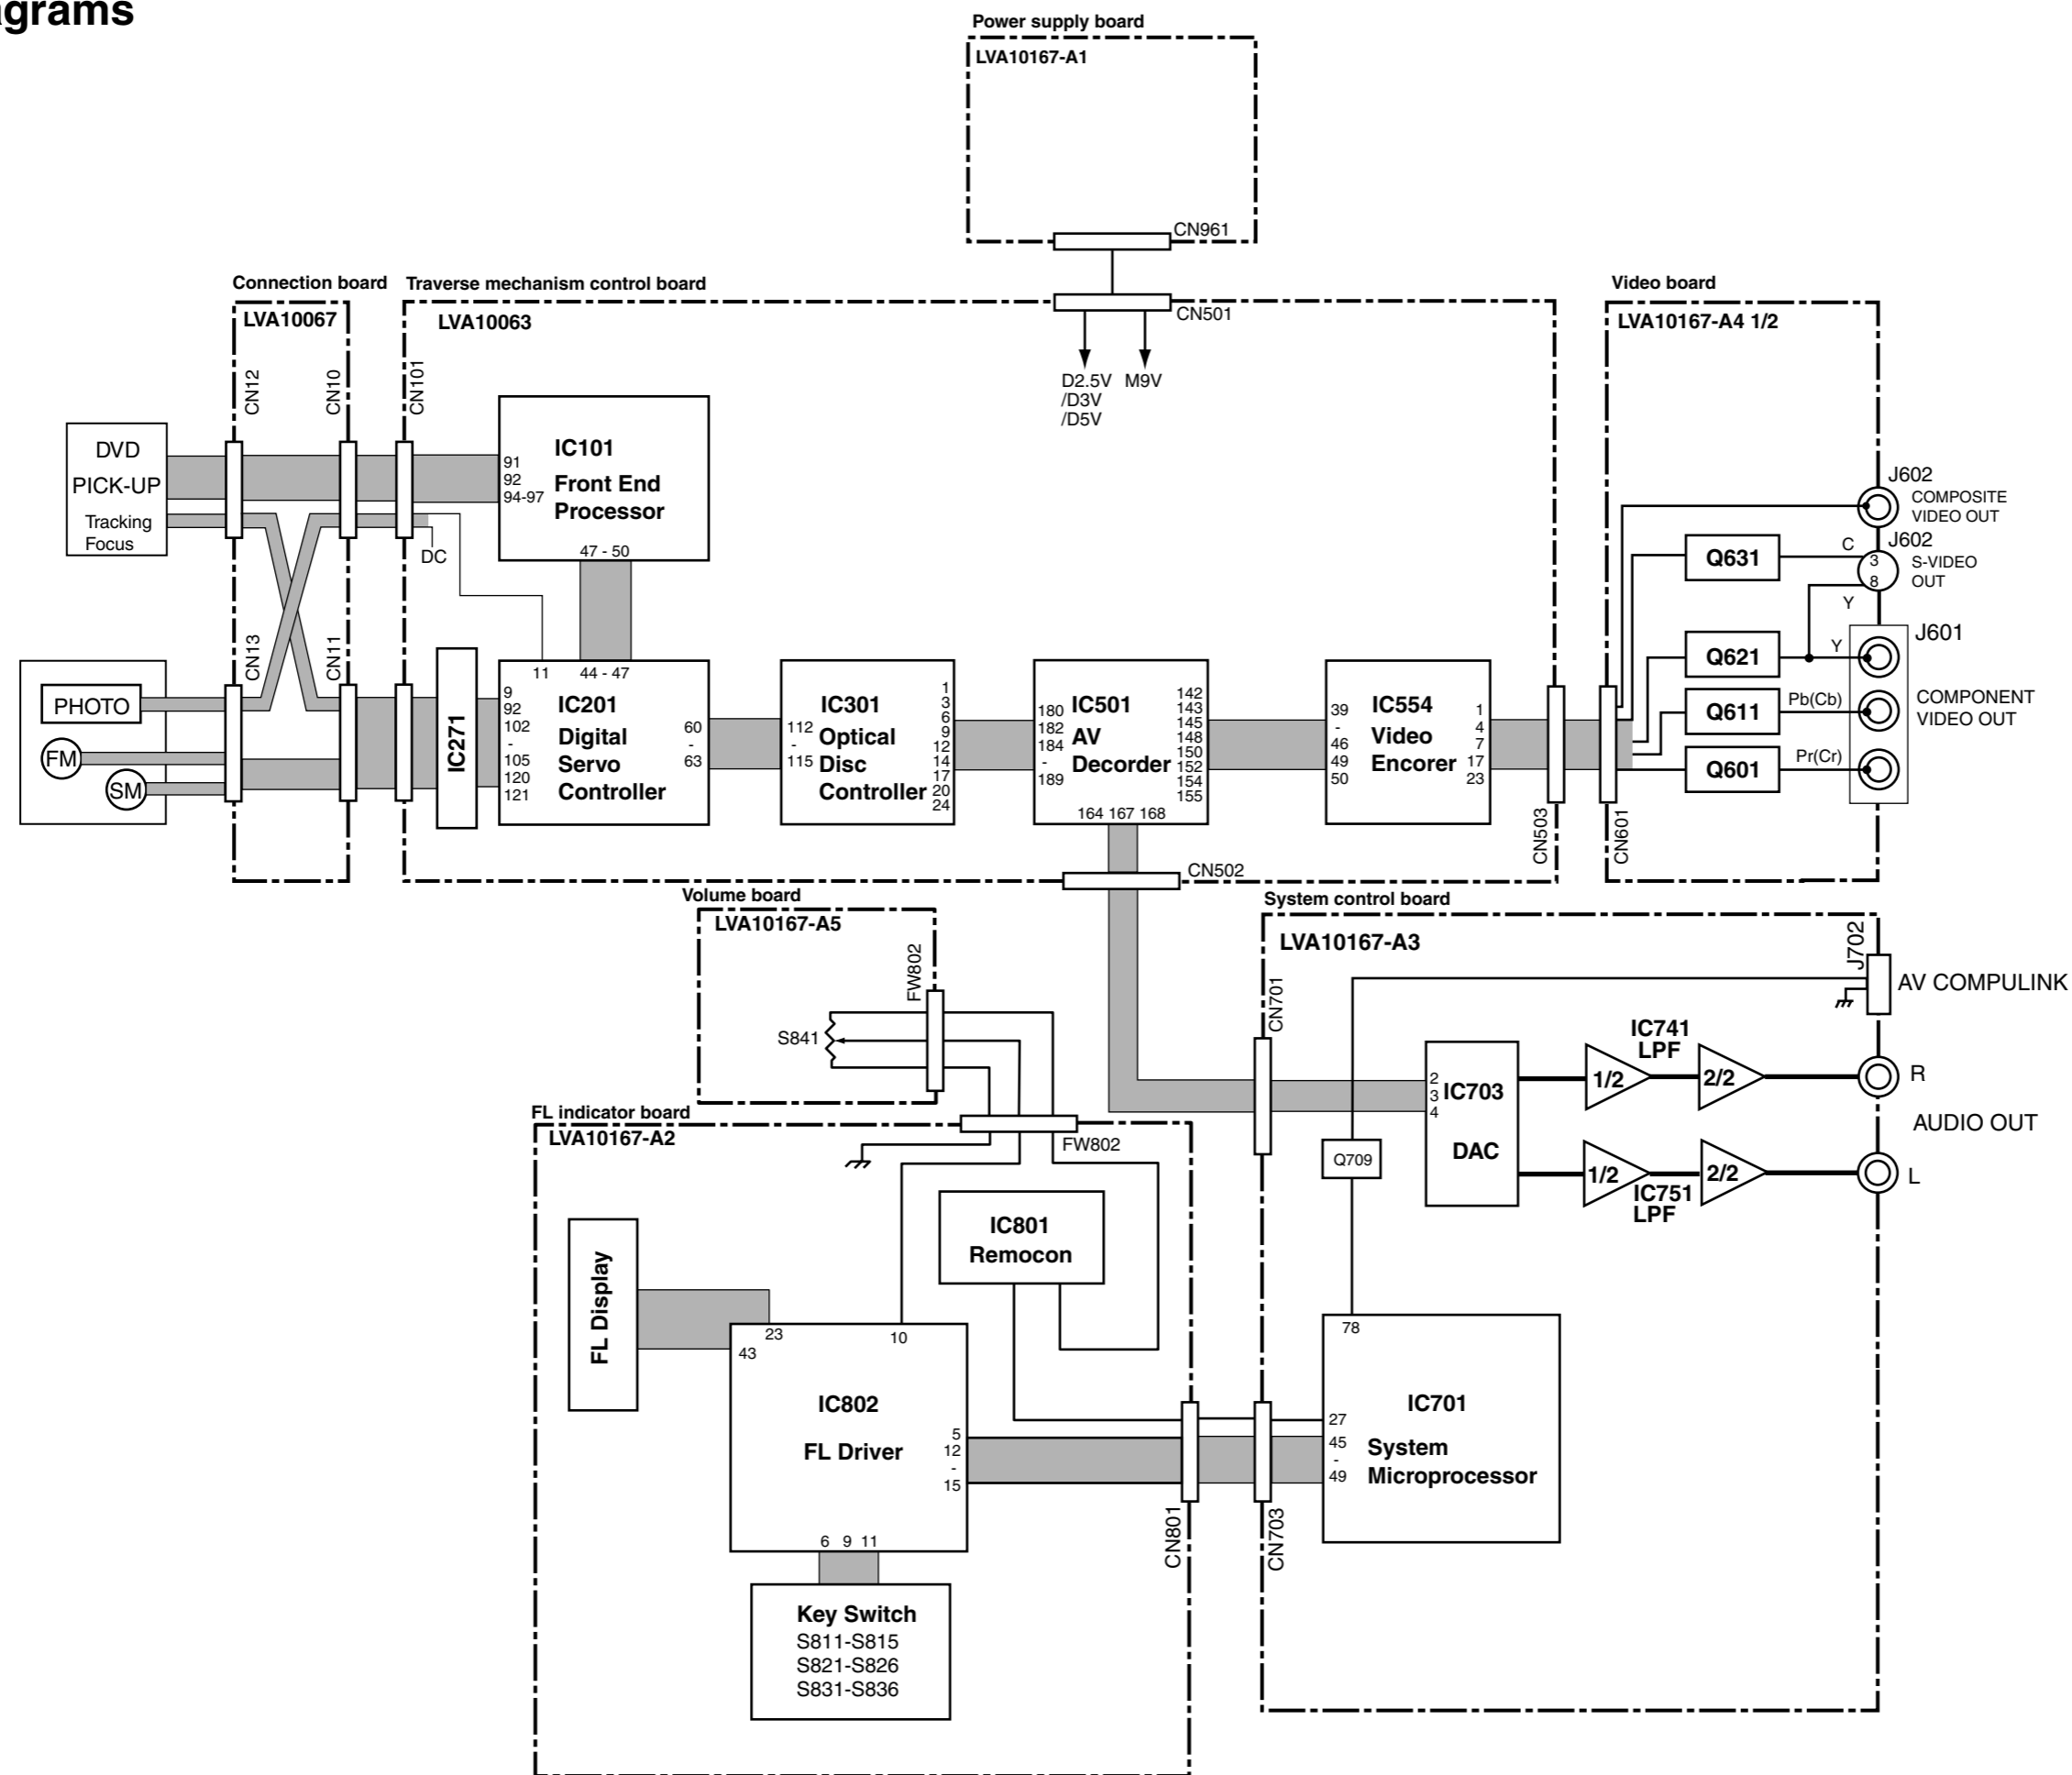 agrams
Power supply board
LVA10167-A1
CN961
Connection board
Traverse mechanism control board
Video board
LVA10067
LVA10063
CN501
LVA10167-A4 1/2
CN12
CN10
CN101
D2.5V
/D3V
/D5V
M9V
DVD
PICK-UP
Tracking
Focus
DC
91
92
94-97
IC101
Front End
Processor
47 - 50
J602
COMPOSITE
VIDEO OUT
Q631
C
J602
3
8
S-VIDEO
OUT
Y
CN13
CN11
PHOTO
FM
SM
IC271
11
44 - 47
9
92
102
-
105
120
121
IC201
Digital
Servo
Controller
60
-
63
112
-
115
IC301
Optical
Disc
Controller
1
3
6
9
12
14
17
20
24
180
182
184
-
189
IC501
AV
Decorder
142
143
145
148
150
152
154
155
164 167 168
39
-
46
49
50
IC554
Video
Encorer
1
4
7
17
23
CN503
CN601
Q621
Y
J601
Q611
Pb(Cb)
COMPONENT
VIDEO OUT
Q601
Pr(Cr)
CN502
Volume board
LVA10167-A5
FW802
S841
System control board
LVA10167-A3
CN701
J702
AV COMPULINK
IC741
LPF
1/2
2/2
R
2
3
4
IC703
DAC
AUDIO OUT
Q709
1/2
2/2
IC751
LPF
L
FL indicator board
LVA10167-A2
FW802
IC801
Remocon
FL Display
23
43
10
IC802
FL Driver
5
12
-
15
6 9 11
CN801
CN703
78
IC701
System
Microprocessor
27
45
-
49
Key Switch
S811-S815
S821-S826
S831-S836